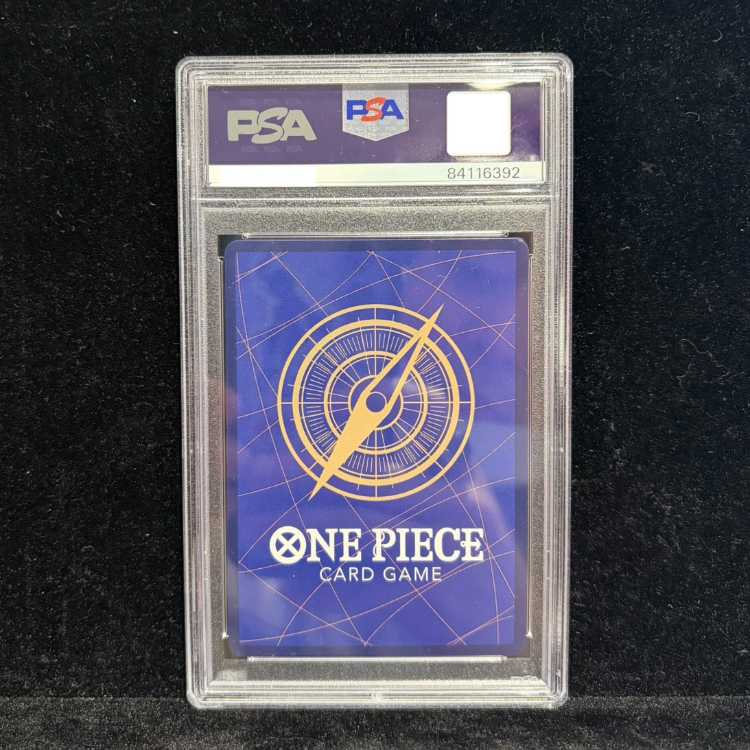 PSA PSA
84116392
ONE PIECE
CARD GAME